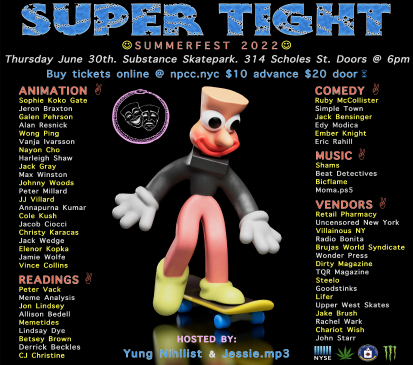 SUPER TIGHT
SUMMERFEST 2022
Thursday June 30th. Substance Skatepark. 314 Scholes St. Doors @ 6pm
Buy tickets online @ npcc.nyc $10 advance $20 door
ANIMATION
Sophie Koko Gate
Jeron Braxton
Galen Pehrson
Alan Resnick
Wong Ping
Vanja Ivarsson
Nayon Cho
Harleigh Shaw
Jack Gray
Max Winston
Johnny Woods
Peter Millard
JJ Villard
Annapurna Kumar
Cole Kush
Jacob Ciocci
Christy Karacas
Jack Wedge
Elenor Kopka
Jamie Wolfe
Vince Collins
READINGS
Peter Vack
Meme Analysis
Jon Lindsey
Allison Bedell
Memetides
Lindsay Dye
Betsey Brown
Derrick Beckles
CJ Christine
COMEDY
Ruby McCollister
Simple Town
Jack Bensinger
Edy Modica
Ember Knight
Eric Rahill
MUSIC
Shams
Beat Detectives
Bicflame
Moma.ps5
VENDORS
Retail Pharmacy
Uncensored New York
Villainous NY
Radio Bonita
Brujas World Syndicate
Wonder Press
Dirty Magazine
TQR Magazine
Steelo
Goodstinks
Lifer
Upper West Skates
Jake Brush
Rachel Wark
Chariot Wish
John Starr
HOSTED BY:
Yung Nihilist & Jessie.mp3
NYSE